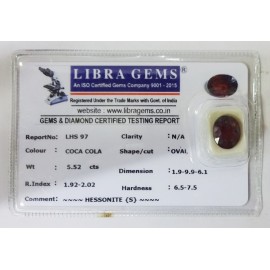 LIBRA GEMS
An ISO Certified Gems Company 9001 - 2015
Registered Under the Trade Marks with Govt. of India
website : www.libragems.co.in
GEMS & DIAMOND CERTIFIED TESTING REPORT
ReportNo: LHS 97 Clarity : N/A
Colour : COCA COLA Shape/cut : OVAL
Wt : 5.52 cts Dimension : 1.9-9.9-6.1
R.Index : 1.92-2.02 Hardness : 6.5-7.5
Comment : ~~~~ HESSONITE (S) ~~~~